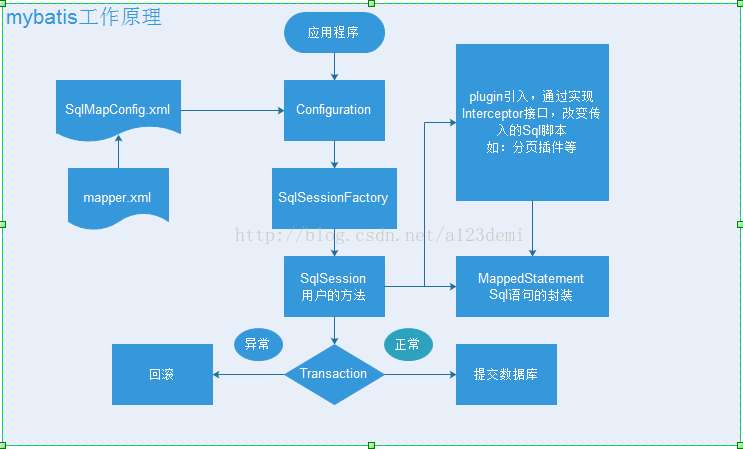 mybatis工作原理
应用程序
SqlMapConfig.xml
Configuration
plugin引入，通过实现
Interceptor接口，改变传
入的Sql脚本
如：分页插件等
mapper.xml
SqlSessionFactory
http://blog.csdn.net/a123demi
SqlSession
用户的方法
MappedStatement
Sql语句的封装
异常
正常
回滚
Transaction
提交数据库